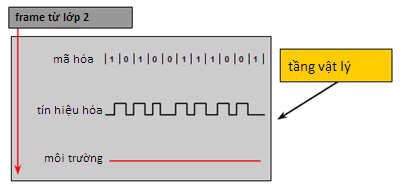 frame từ lớp 2
mã hóa |1|0|1|0|0|1|1|1|0|0|1|
tầng vật lý
tín hiệu hóa
môi trường